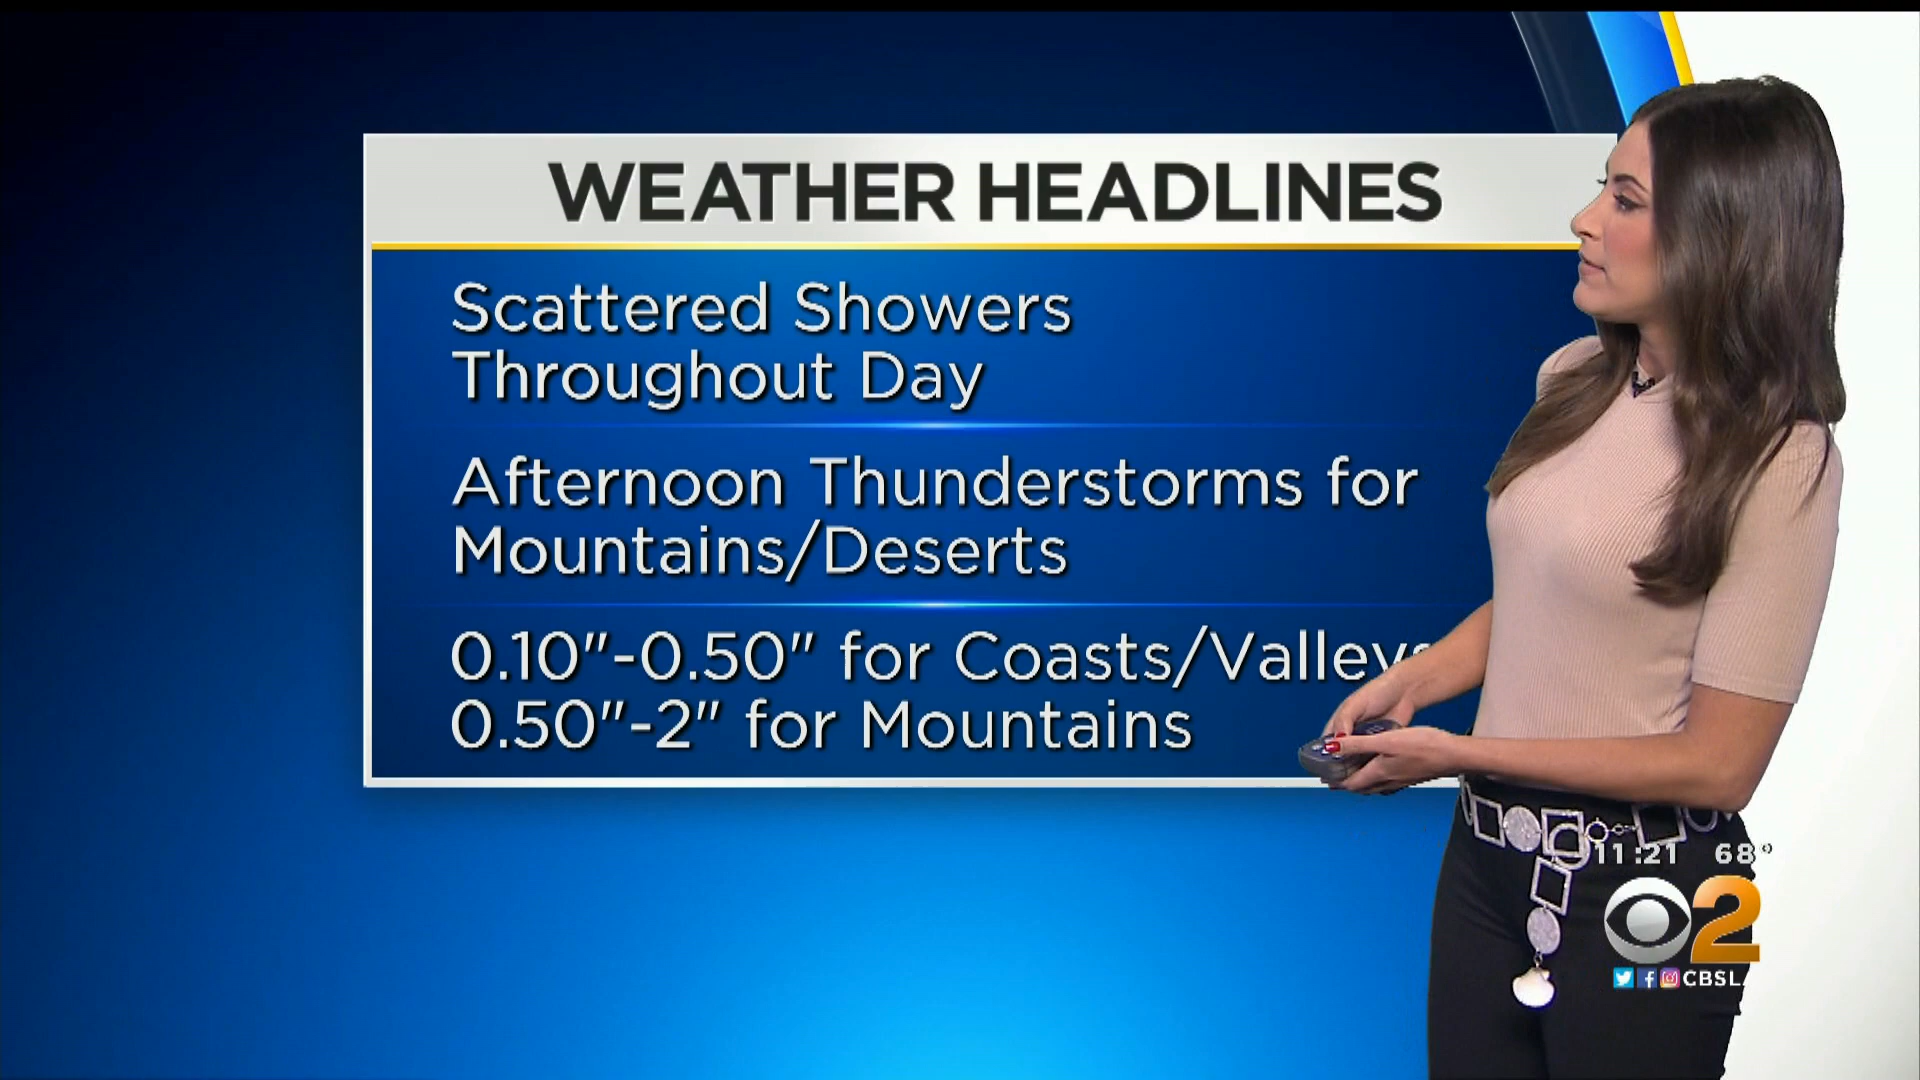 WEATHER HEADLINES
Scattered Showers
Throughout Day
Afternoon Thunderstorms for
Mountains/Deserts
0.10"-0.50" for Coasts/Valleys
0.50"-2" for Mountains
11:21 68°
2
CBSLA